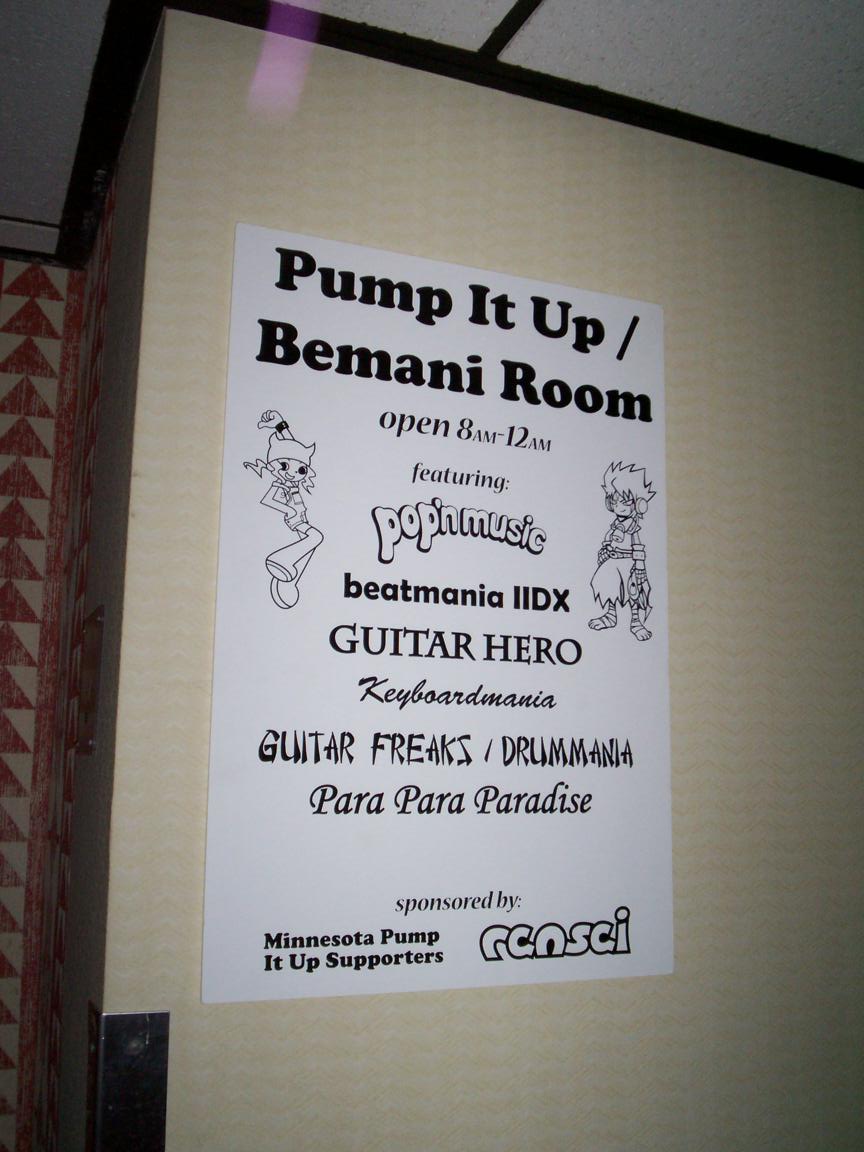 Pump It Up /
Bemani Room
open 8AM-12AM
featuring:
pop'n music
beatmania IIDX
GUITAR HERO
Keyboardmania
GUITAR FREAKS / DRUMMANIA
Para Para Paradise
sponsored by:
Minnesota Pump
It Up Supporters
rensei